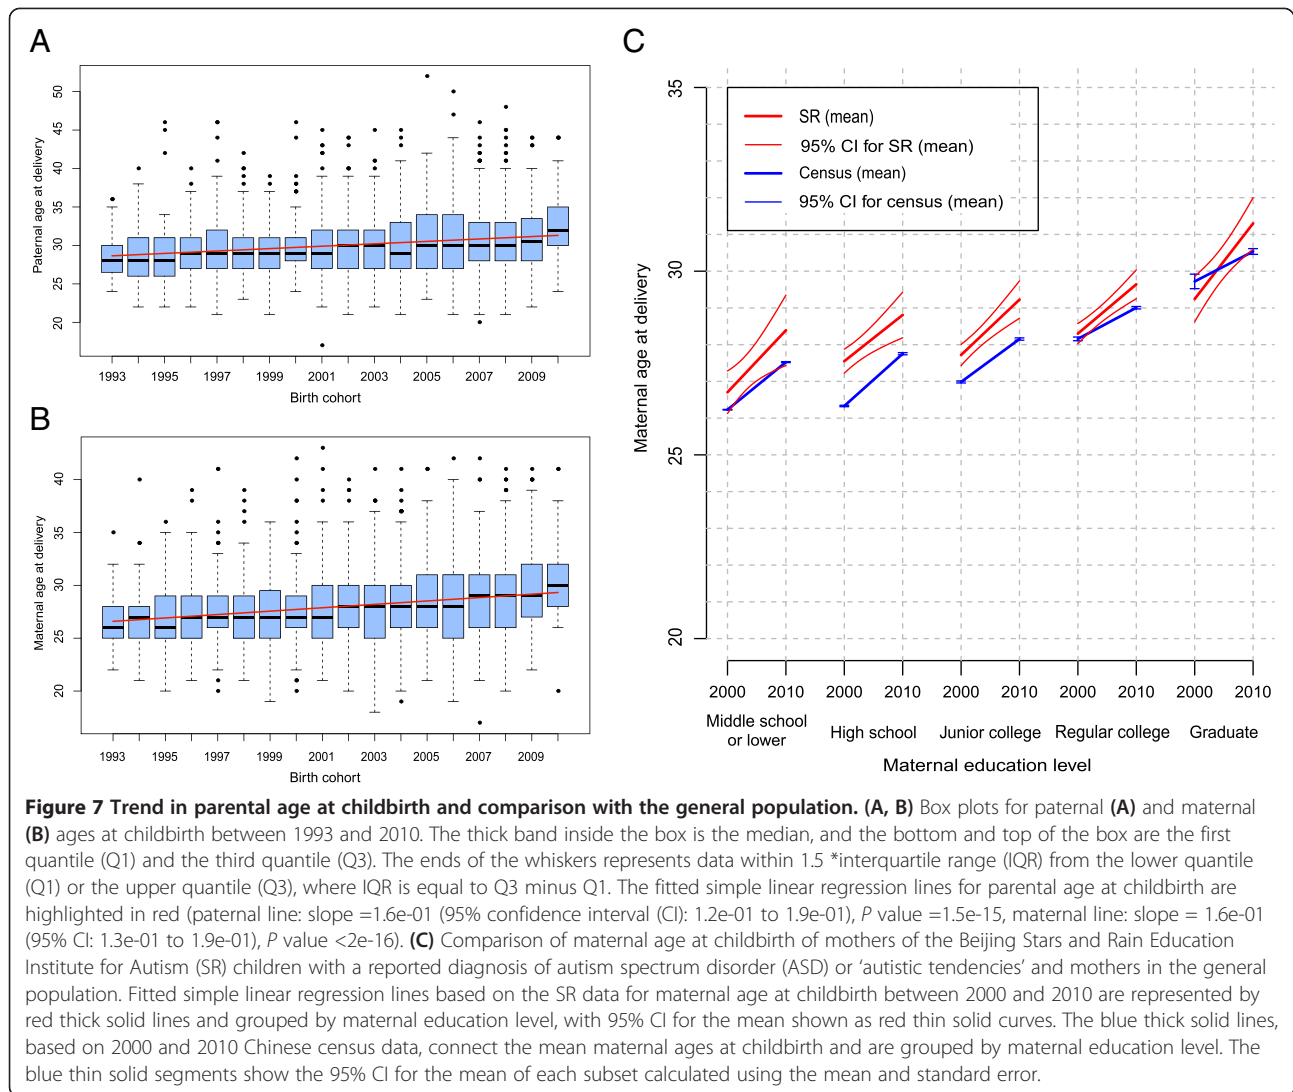 A
50
45
40
35
30
25
20
Paternal age at delivery
1993 1995 1997 1999 2001 2003 2005 2007 2009
Birth cohort
B
40
35
30
25
20
Maternal age at delivery
1993 1995 1997 1999 2001 2003 2005 2007 2009
Birth cohort
C
35
30
25
20
Maternal age at delivery
SR (mean)
95% CI for SR (mean)
Census (mean)
95% CI for census (mean)
2000 2010 2000 2010 2000 2010 2000 2010 2000 2010
Middle school
or lower
High school
Junior college
Regular college
Graduate
Maternal education level
Figure 7 Trend in parental age at childbirth and comparison with the general population. (A, B) Box plots for paternal (A) and maternal
(B) ages at childbirth between 1993 and 2010. The thick band inside the box is the median, and the bottom and top of the box are the first
quantile (Q1) and the third quantile (Q3). The ends of the whiskers represents data within 1.5 *interquartile range (IQR) from the lower quantile
(Q1) or the upper quantile (Q3), where IQR is equal to Q3 minus Q1. The fitted simple linear regression lines for parental age at childbirth are
highlighted in red (paternal line: slope =1.6e-01 (95% confidence interval (CI): 1.2e-01 to 1.9e-01), P value =1.5e-15, maternal line: slope = 1.6e-01
(95% CI: 1.3e-01 to 1.9e-01), P value <2e-16). (C) Comparison of maternal age at childbirth of mothers of the Beijing Stars and Rain Education
Institute for Autism (SR) children with a reported diagnosis of autism spectrum disorder (ASD) or ‘autistic tendencies’ and mothers in the general
population. Fitted simple linear regression lines based on the SR data for maternal age at childbirth between 2000 and 2010 are represented by
red thick solid lines and grouped by maternal education level, with 95% CI for the mean shown as red thin solid curves. The blue thick solid lines,
based on 2000 and 2010 Chinese census data, connect the mean maternal ages at childbirth and are grouped by maternal education level. The
blue thin solid segments show the 95% CI for the mean of each subset calculated using the mean and standard error.